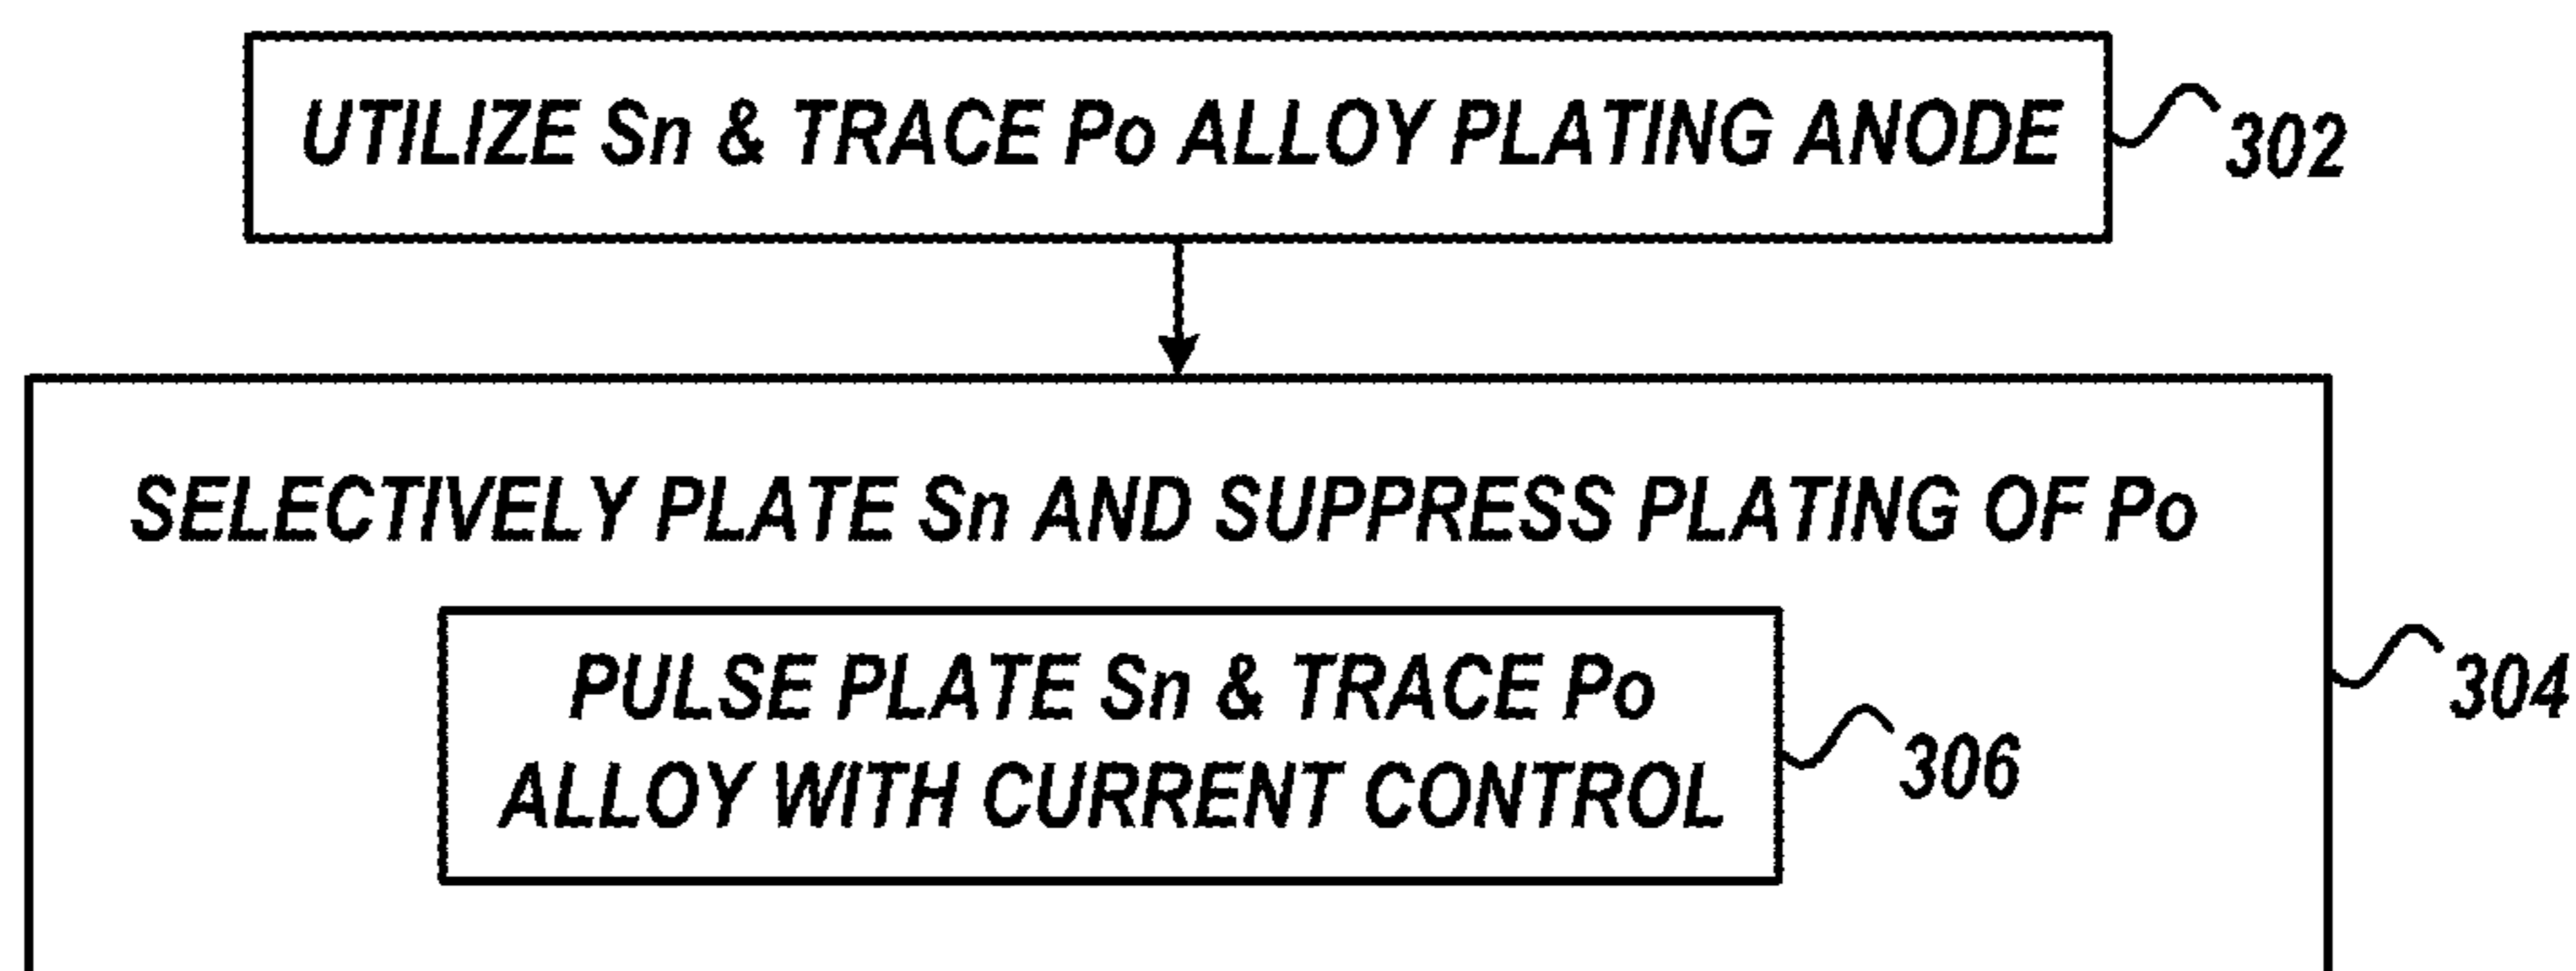 UTILIZE Sn & TRACE Po ALLOY PLATING ANODE
302
SELECTIVELY PLATE Sn AND SUPPRESS PLATING OF Po
304
PULSE PLATE Sn & TRACE Po
ALLOY WITH CURRENT CONTROL
306